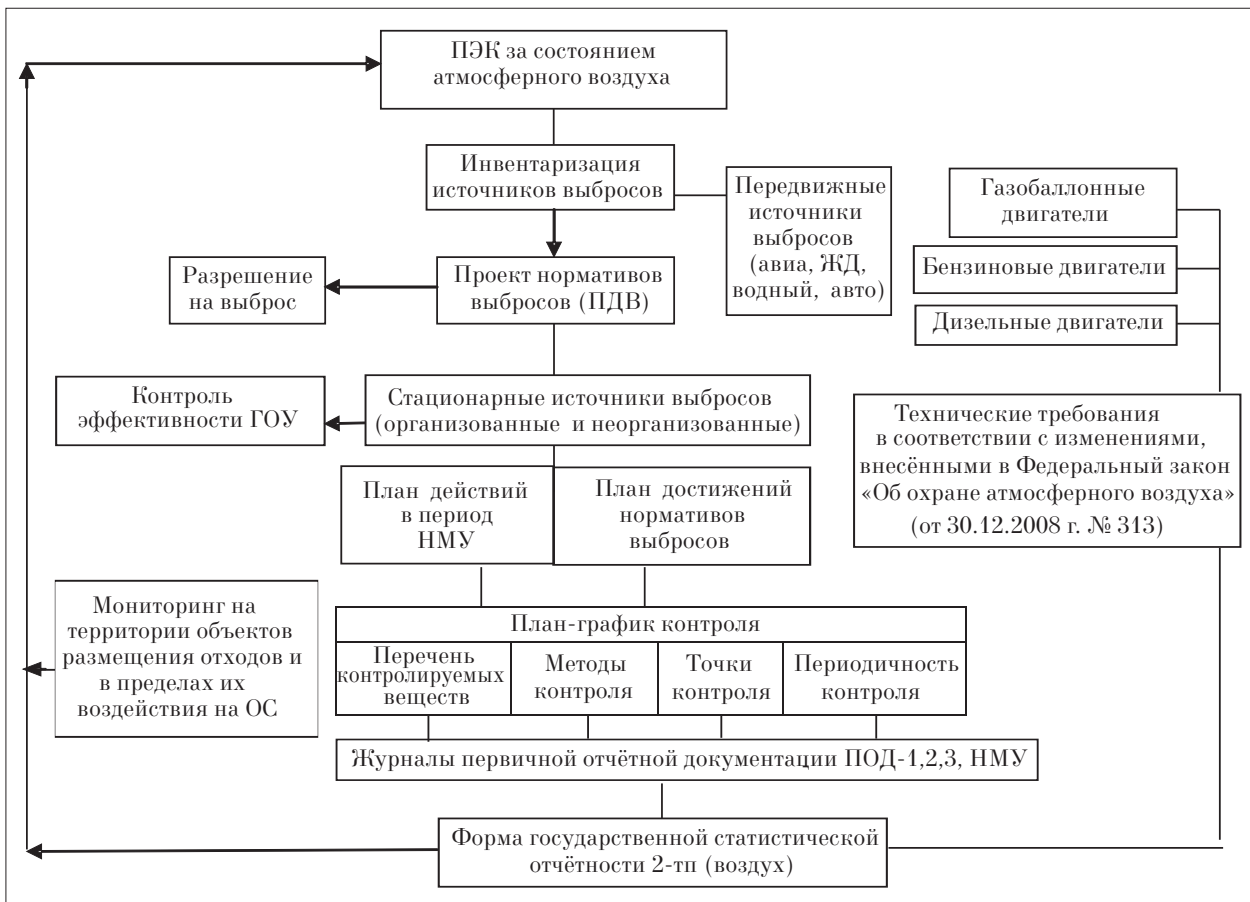 ПЭК за состоянием
атмосферного воздуха
Инвентаризация
источников выбросов
Передвижные
источники
выбросов
(авиа, ЖД,
водный, авто)
Газобаллонные
двигатели
Бензиновые двигатели
Дизельные двигатели
Разрешение
на выброс
Проект нормативов
выбросов (ПДВ)
Контроль
эффективности ГОУ
Стационарные источники выбросов
(организованные и неорганизованные)
Технические требования
в соответствии с изменениями,
внесёнными в Федеральный закон
«Об охране атмосферного воздуха»
(от 30.12.2008 г. № 313)
План действий
в период
НМУ
План достижений
нормативов
выбросов
Мониторинг на
территории объектов
размещения отходов и
в пределах их
воздействия на ОС
План-график контроля
Перечень
контролируемых
веществ
Методы
контроля
Точки
контроля
Периодичность
контроля
Журналы первичной отчётной документации ПОД-1,2,3, НМУ
Форма государственной статистической
отчётности 2-тп (воздух)